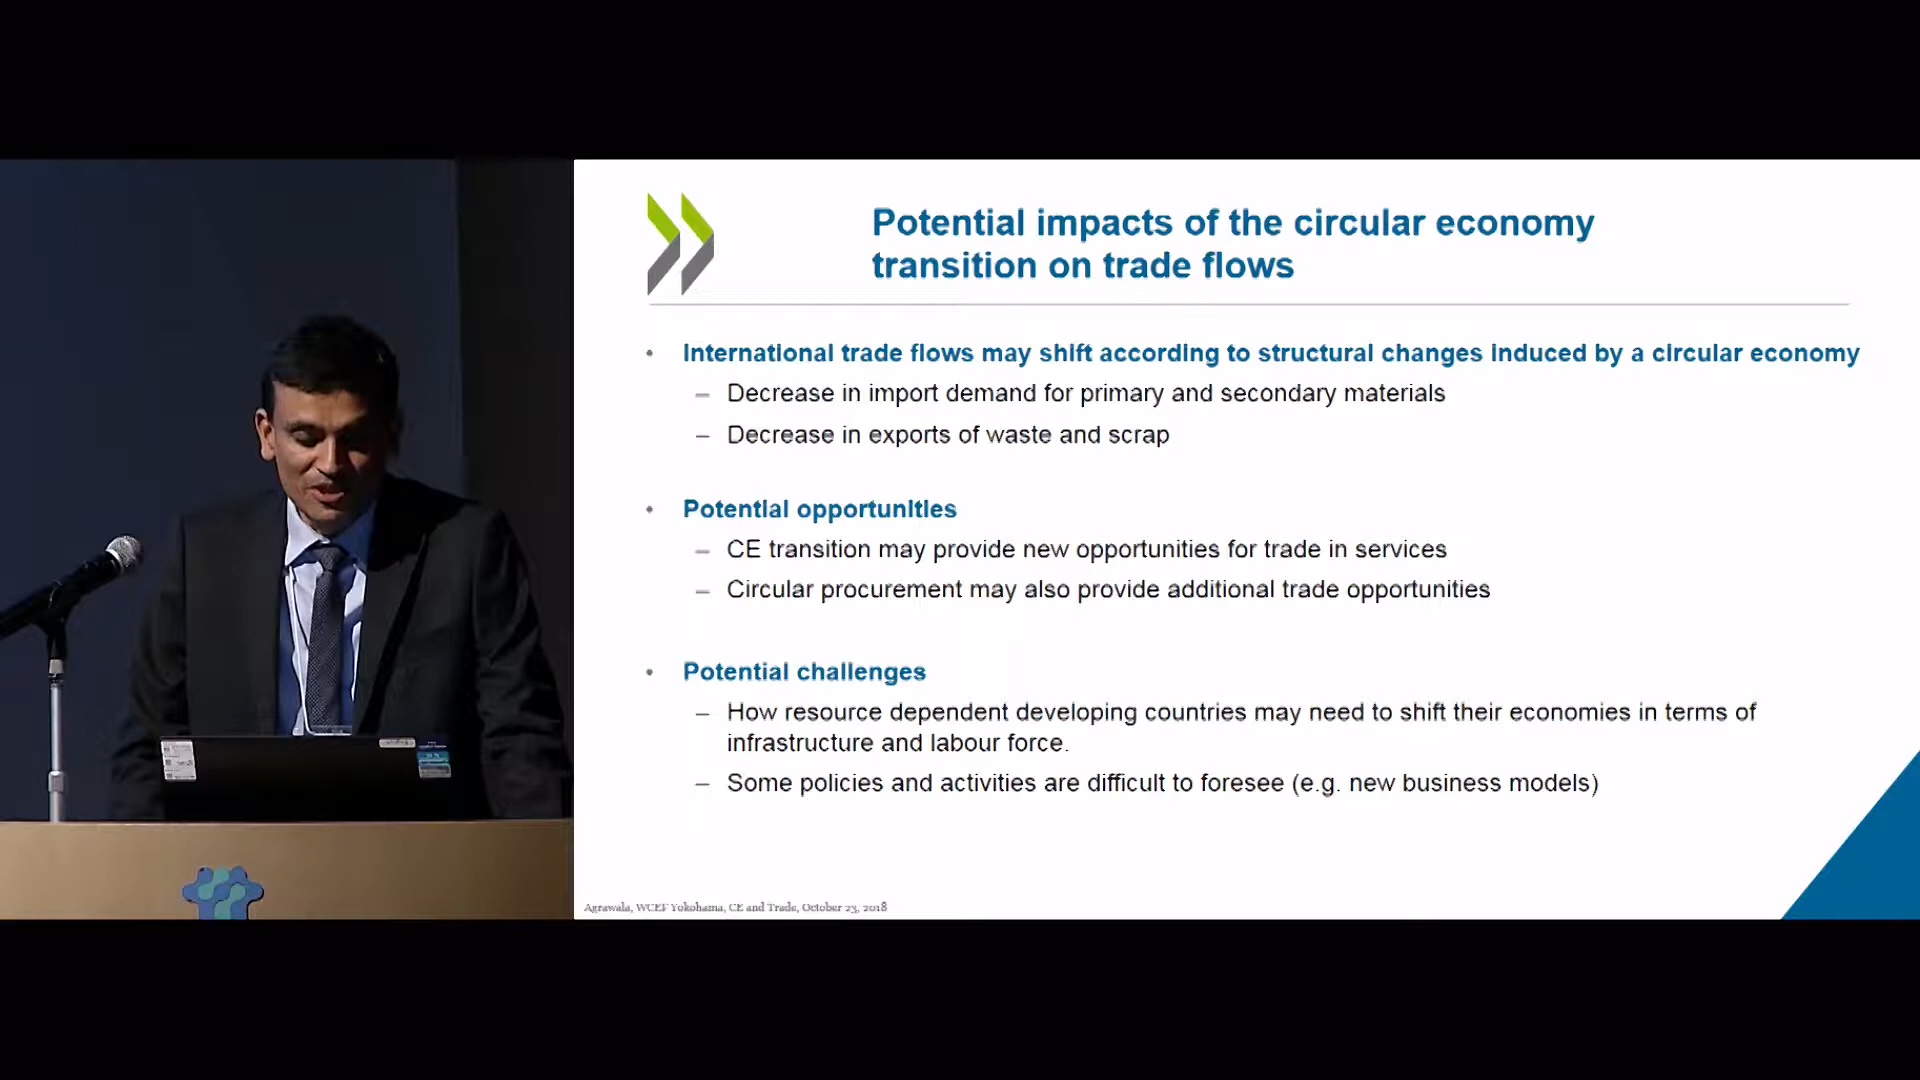 Potential impacts of the circular economy
transition on trade flows
• International trade flows may shift according to structural changes induced by a circular economy
– Decrease in import demand for primary and secondary materials
– Decrease in exports of waste and scrap
• Potential opportunities
– CE transition may provide new opportunities for trade in services
– Circular procurement may also provide additional trade opportunities
• Potential challenges
– How resource dependent developing countries may need to shift their economies in terms of
infrastructure and labour force.
– Some policies and activities are difficult to foresee (e.g. new business models)
Agrawala, WCEF Yokohama, CE and Trade, October 23, 2018